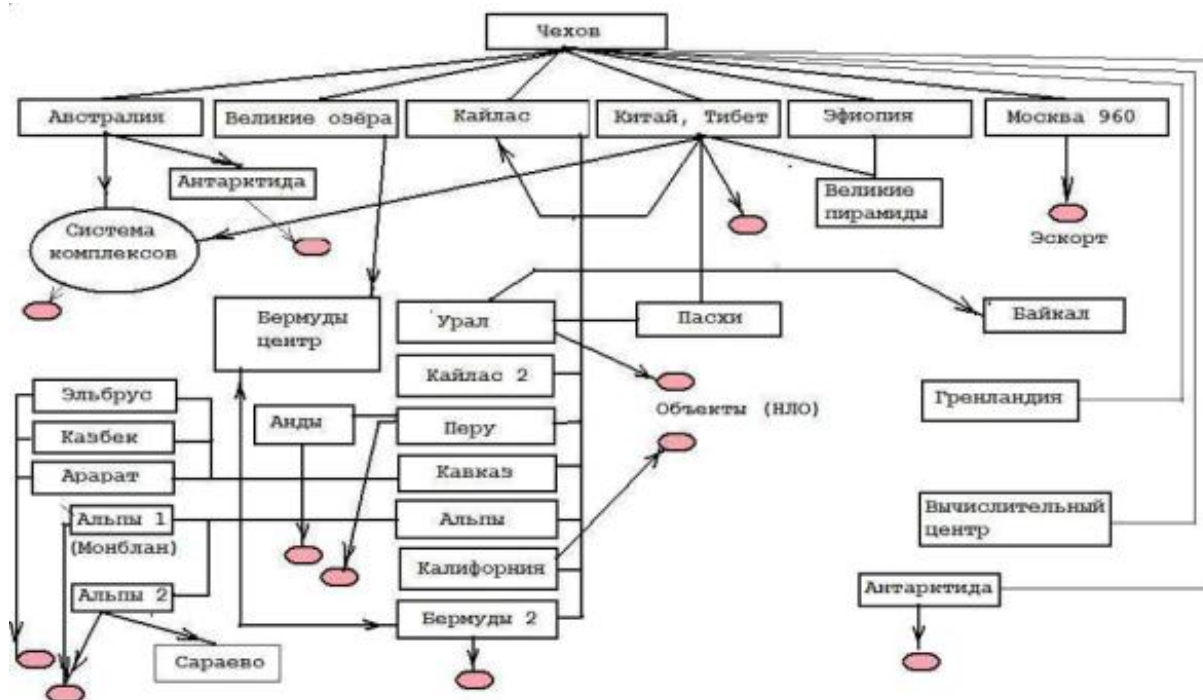 Чехов
Австралия
Великие озёра
Кайлас
Китай, Тибет
Эфиопия
Москва 960
Антарктида
Великие
пирамиды
Система
комплексов
Эскорт
Бермуды
центр
Урал
Пасхи
Байкал
Кайлас 2
Эльбрус
Гренландия
Объекты (НЛО)
Анды
Перу
Казбек
Арарат
Кавказ
Альпы 1
(Монблан)
Альпы
Вычислительный
центр
Калифорния
Антарктида
Альпы 2
Бермуды 2
Сараево